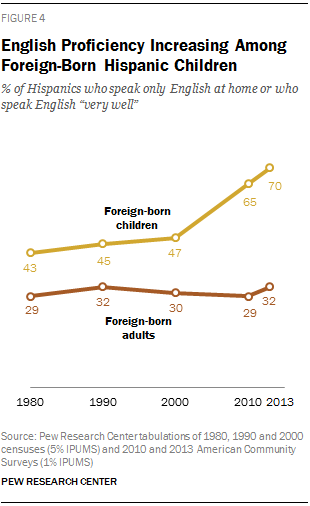 FIGURE 4
English Proficiency Increasing Among
Foreign-Born Hispanic Children
% of Hispanics who speak only English at home or who
speak English “very well”
70
65
Foreign-born
children
43
45
47
29
32
30
29
32
Foreign-born
adults
1980 1990 2000 2010 2013
Source: Pew Research Center tabulations of 1980, 1990 and 2000
censuses (5% IPUMS) and 2010 and 2013 American Community
Surveys (1% IPUMS)
PEW RESEARCH CENTER